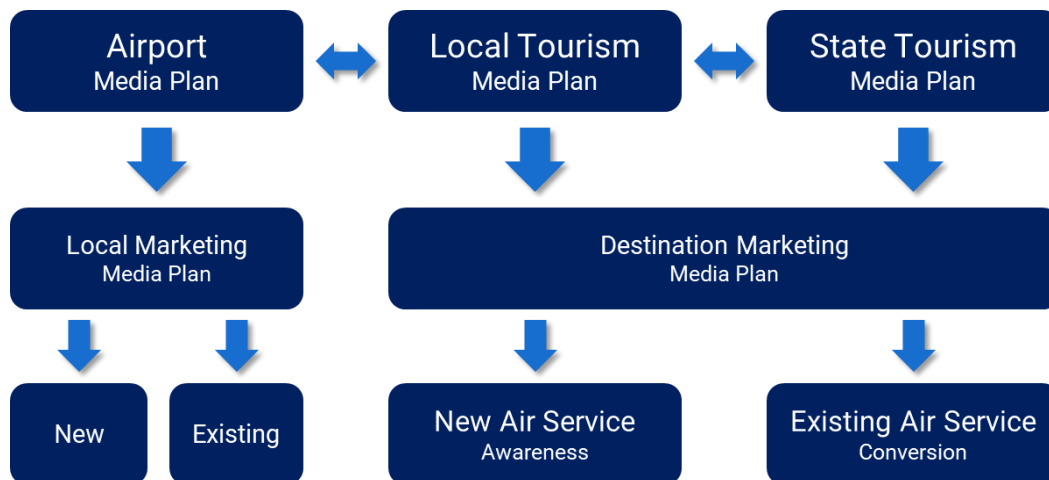 Airport
Media Plan
Local Tourism
Media Plan
State Tourism
Media Plan
Local Marketing
Media Plan
Destination Marketing
Media Plan
New
Existing
New Air Service
Awareness
Existing Air Service
Conversion